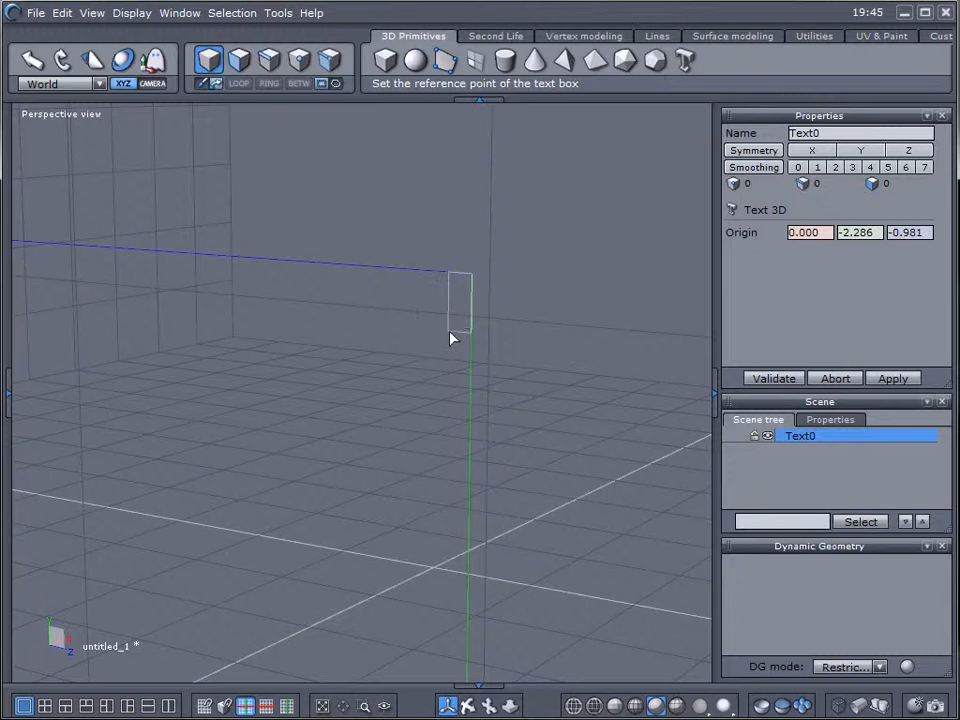 File Edit View Display Window Selection Tools Help 19:45
3D Primitives Second Life Vertex modeling Lines Surface modeling Utilities UV & Paint Cust
World XYZ CAMERA LOOP RING BETW Set the reference point of the text box
Perspective view
Properties
Name Text0
Symmetry X Y Z
Smoothing 0 1 2 3 4 5 6 7
0 0 0
Text 3D
Origin 0.000 -2.286 -0.981
Validate Abort Apply
Scene
Scene tree Properties
Text0
Select
Dynamic Geometry
Y X Z
untitled_1 *
DG mode: Restric...